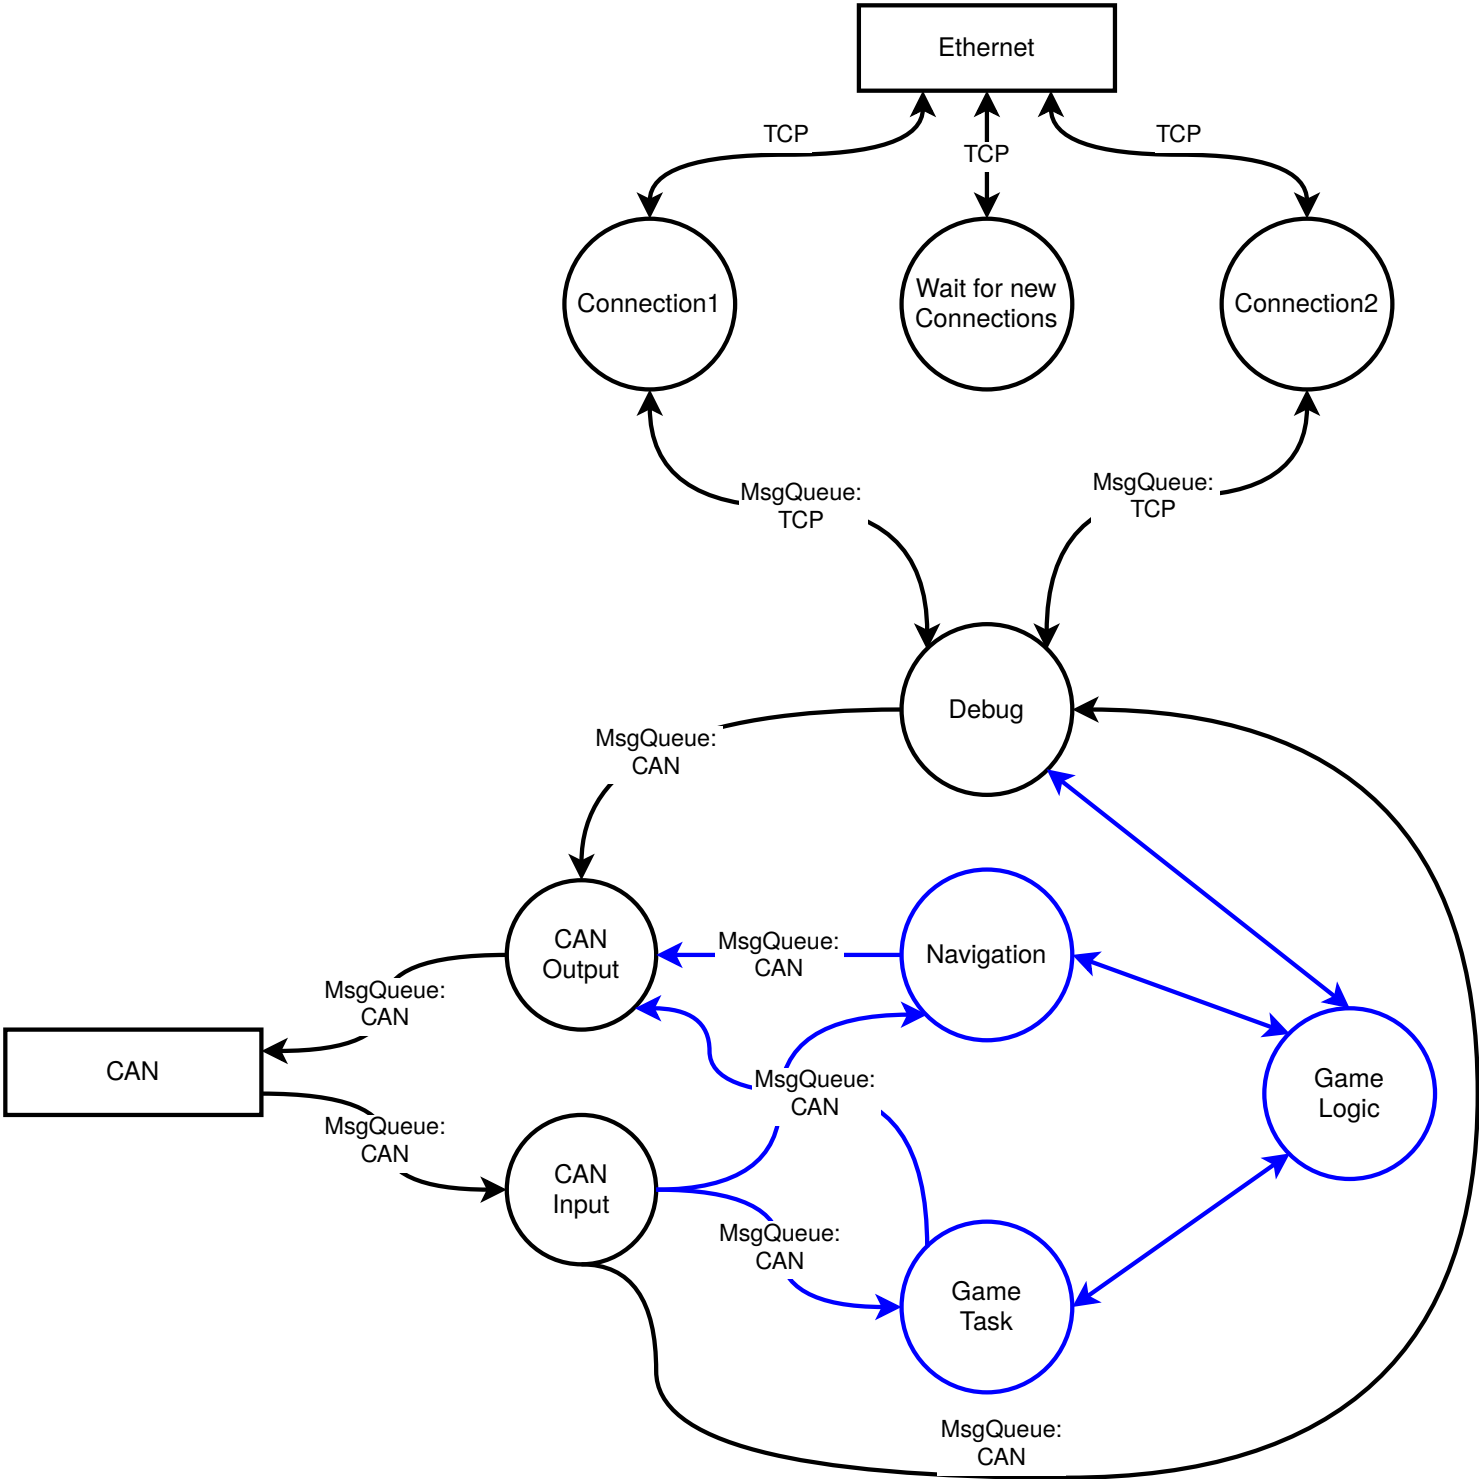 Ethernet
TCP
TCP
TCP
Connection1
Wait for new
Connections
Connection2
MsgQueue:
TCP
MsgQueue:
TCP
Debug
MsgQueue:
CAN
CAN
Output
MsgQueue:
CAN
Navigation
MsgQueue:
CAN
CAN
MsgQueue:
CAN
Game
Logic
MsgQueue:
CAN
CAN
Input
MsgQueue:
CAN
Game
Task
MsgQueue:
CAN